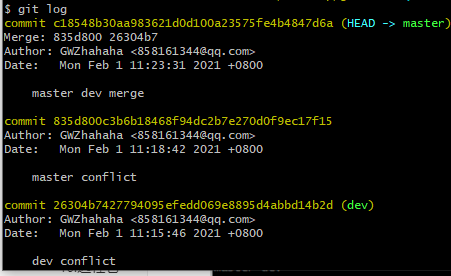 $ git log
commit c18548b30aa983621d0d100a23575fe4b4847d6a (HEAD -> master)
Merge: 835d800 26304b7
Author: GWZhahaha <858161344@qq.com>
Date:   Mon Feb 1 11:23:31 2021 +0800

    master dev merge

commit 835d800c3b6b18468f94dc2b7e270d0f9ec17f15
Author: GWZhahaha <858161344@qq.com>
Date:   Mon Feb 1 11:18:42 2021 +0800

    master conflict

commit 26304b7427794095efedd069e8895d4abbd14b2d (dev)
Author: GWZhahaha <858161344@qq.com>
Date:   Mon Feb 1 11:15:46 2021 +0800

    dev conflict